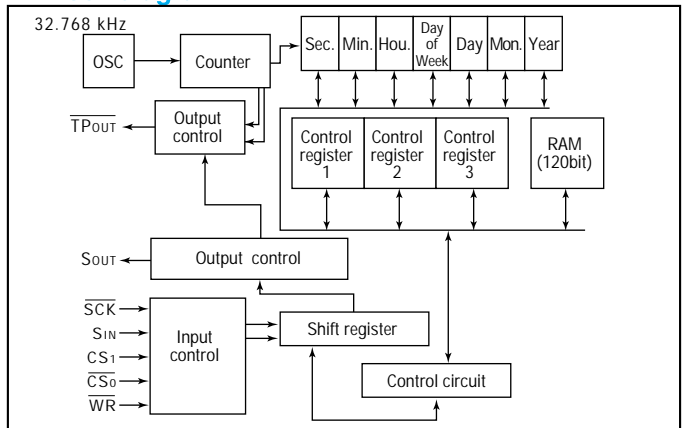 32.768 kHz
OSC
Counter
Sec.
Min.
Hou.
Day
of
Week
Day
Mon.
Year
TPOUT
Output
control
Control
register
1
Control
register
2
Control
register
3
RAM
(120bit)
SOUT
Output control
SCK
SIN
CS1
CS0
WR
Input
control
Shift register
Control circuit